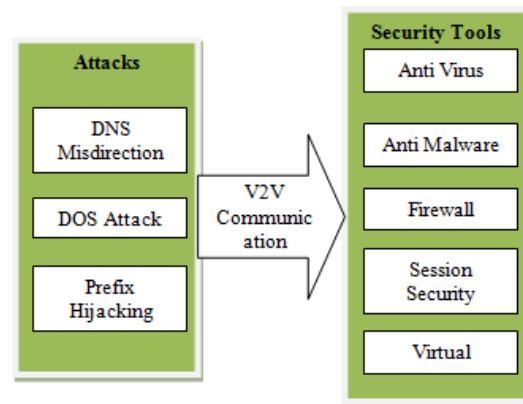 Attacks
DNS
Misdirection
DOS Attack
Prefix
Hijacking
V2V
Communic
ation
Security Tools
Anti Virus
Anti Malware
Firewall
Session
Security
Virtual